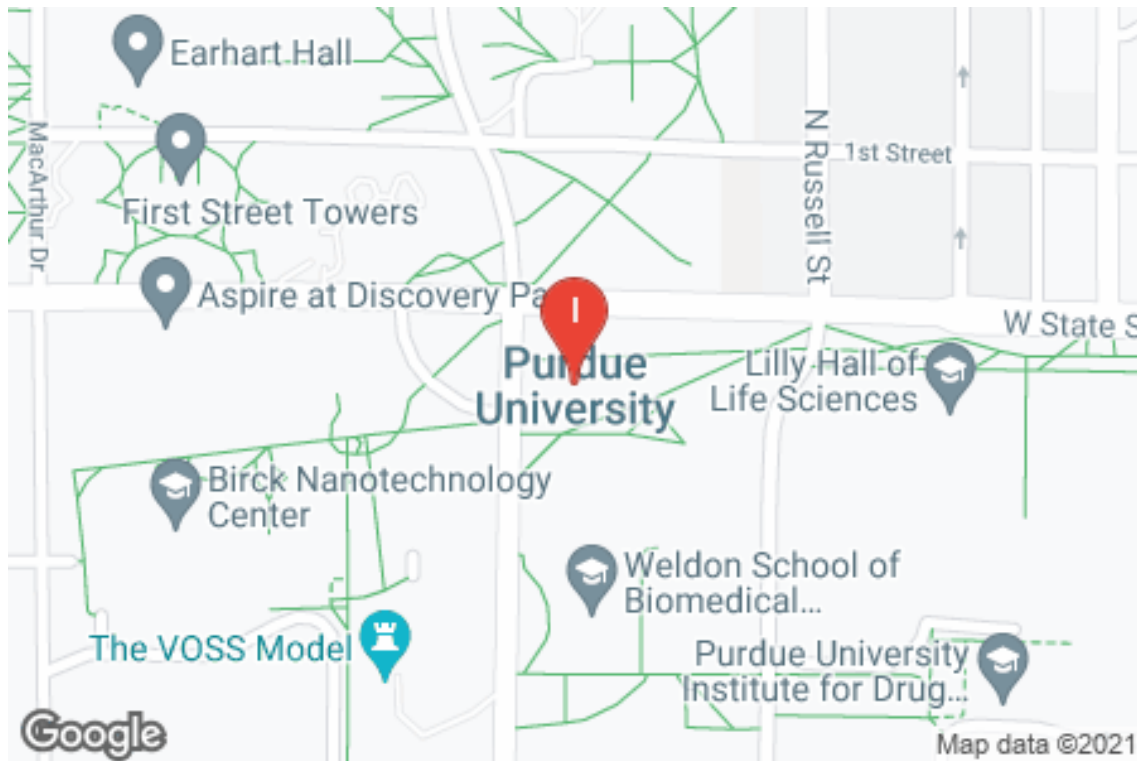 Earhart Hall
MacArthur Dr
N Russell St
1st Street
First Street Towers
Aspire at Discovery Pa
W State S
I
Purdue
University
Lilly Hall of
Life Sciences
Birck Nanotechnology
Center
Weldon School of
Biomedical...
The VOSS Model
Purdue University
Institute for Drug...
Google
Map data ©2021